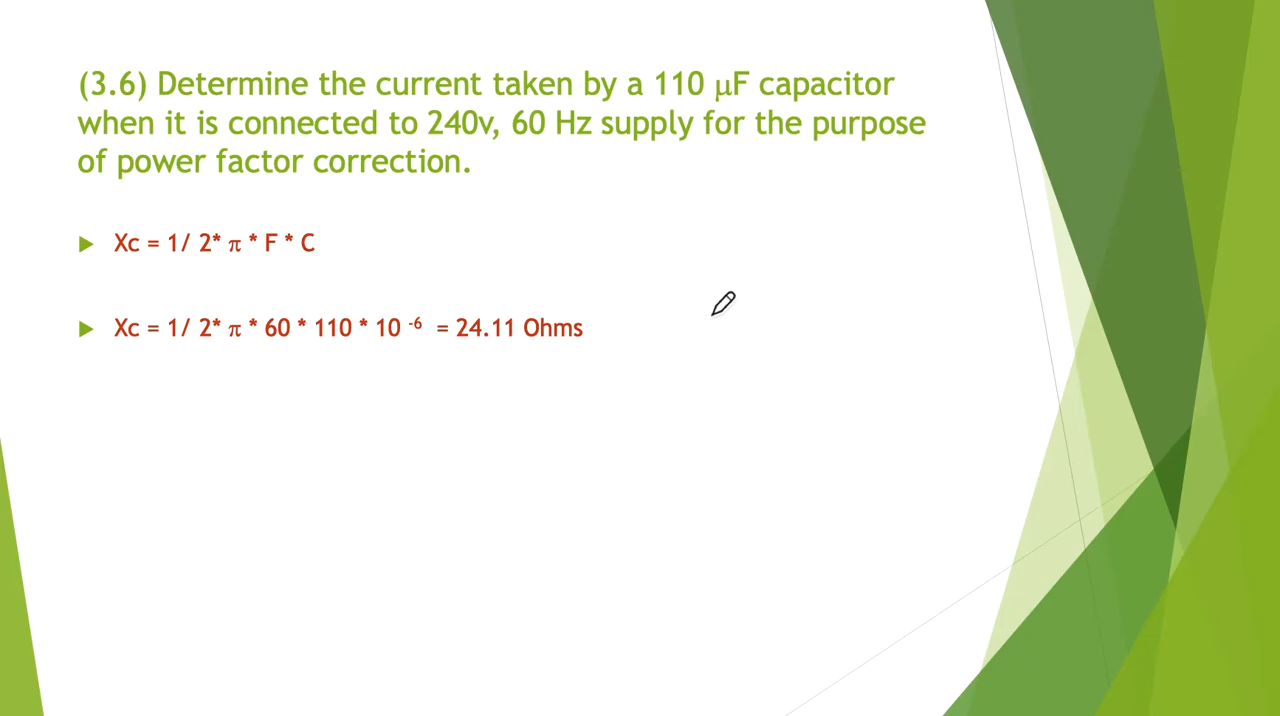 (3.6) Determine the current taken by a 110 μF capacitor
when it is connected to 240v, 60 Hz supply for the purpose
of power factor correction.
Xc = 1/ 2* π * F * C
Xc = 1/ 2* π * 60 * 110 * 10 -6 = 24.11 Ohms